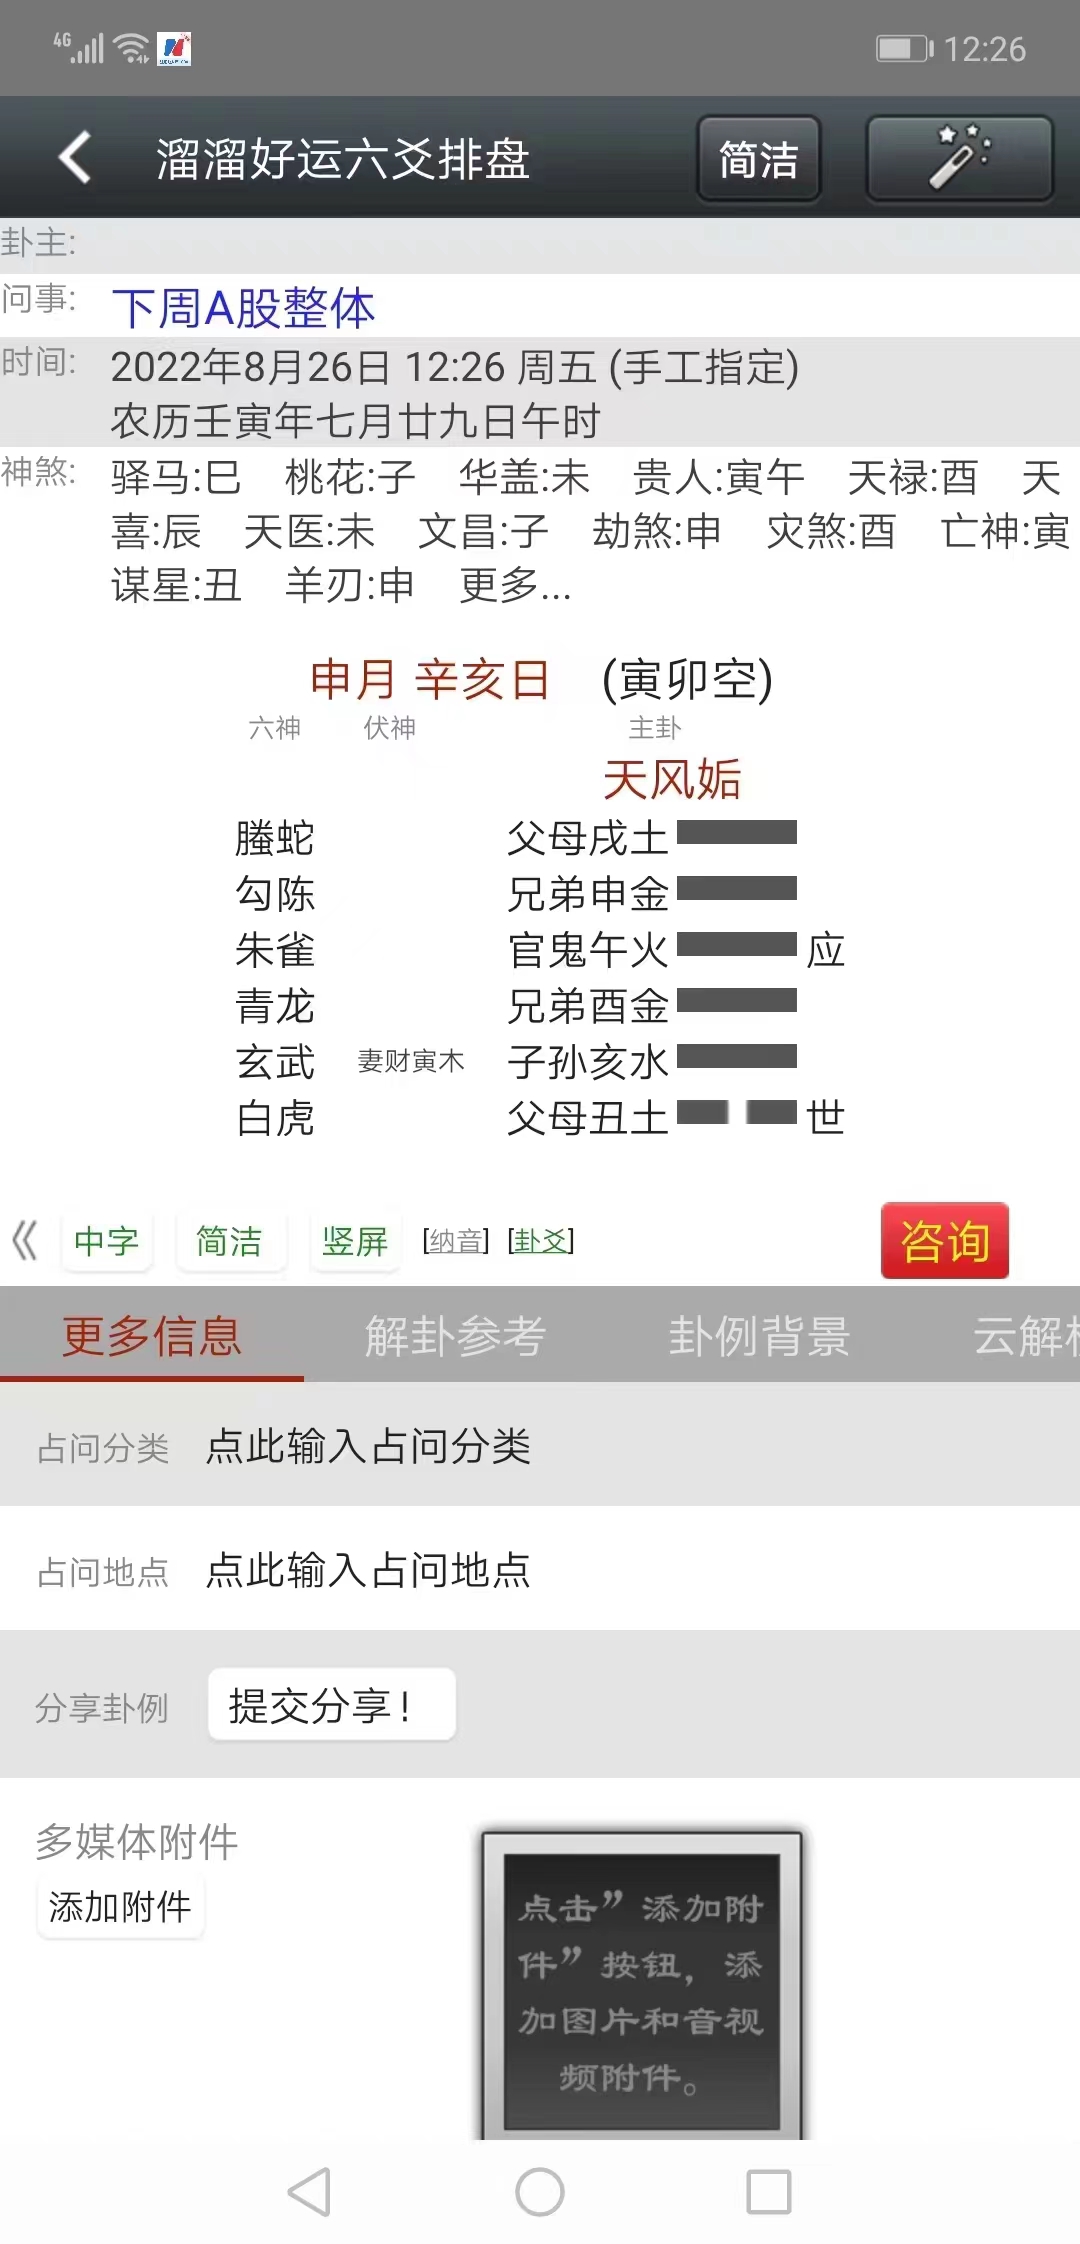 4G 12:26
溜溜好运六爻排盘 简洁
卦主:
问事: 下周A股整体
时间: 2022年8月26日 12:26 周五 (手工指定)
农历壬寅年七月廿九日午时
神煞: 驿马:巳 桃花:子 华盖:未 贵人:寅午 天禄:酉 天
喜:辰 天医:未 文昌:子 劫煞:申 灾煞:酉 亡神:寅
谋星:丑 羊刃:申 更多...
申月 辛亥日 (寅卯空)
六神 伏神 主卦
天风姤
螣蛇 父母戌土
勾陈 兄弟申金
朱雀 官鬼午火 应
青龙 兄弟酉金
玄武 妻财寅木 子孙亥水
白虎 父母丑土 世
《 中字 简洁 竖屏 [纳音] [卦爻] 咨询
更多信息 解卦参考 卦例背景 云解
占问分类 点此输入占问分类
占问地点 点此输入占问地点
分享卦例 提交分享！
多媒体附件
添加附件
点击”添加附
件”按钮，添
加图片和音视
频附件。